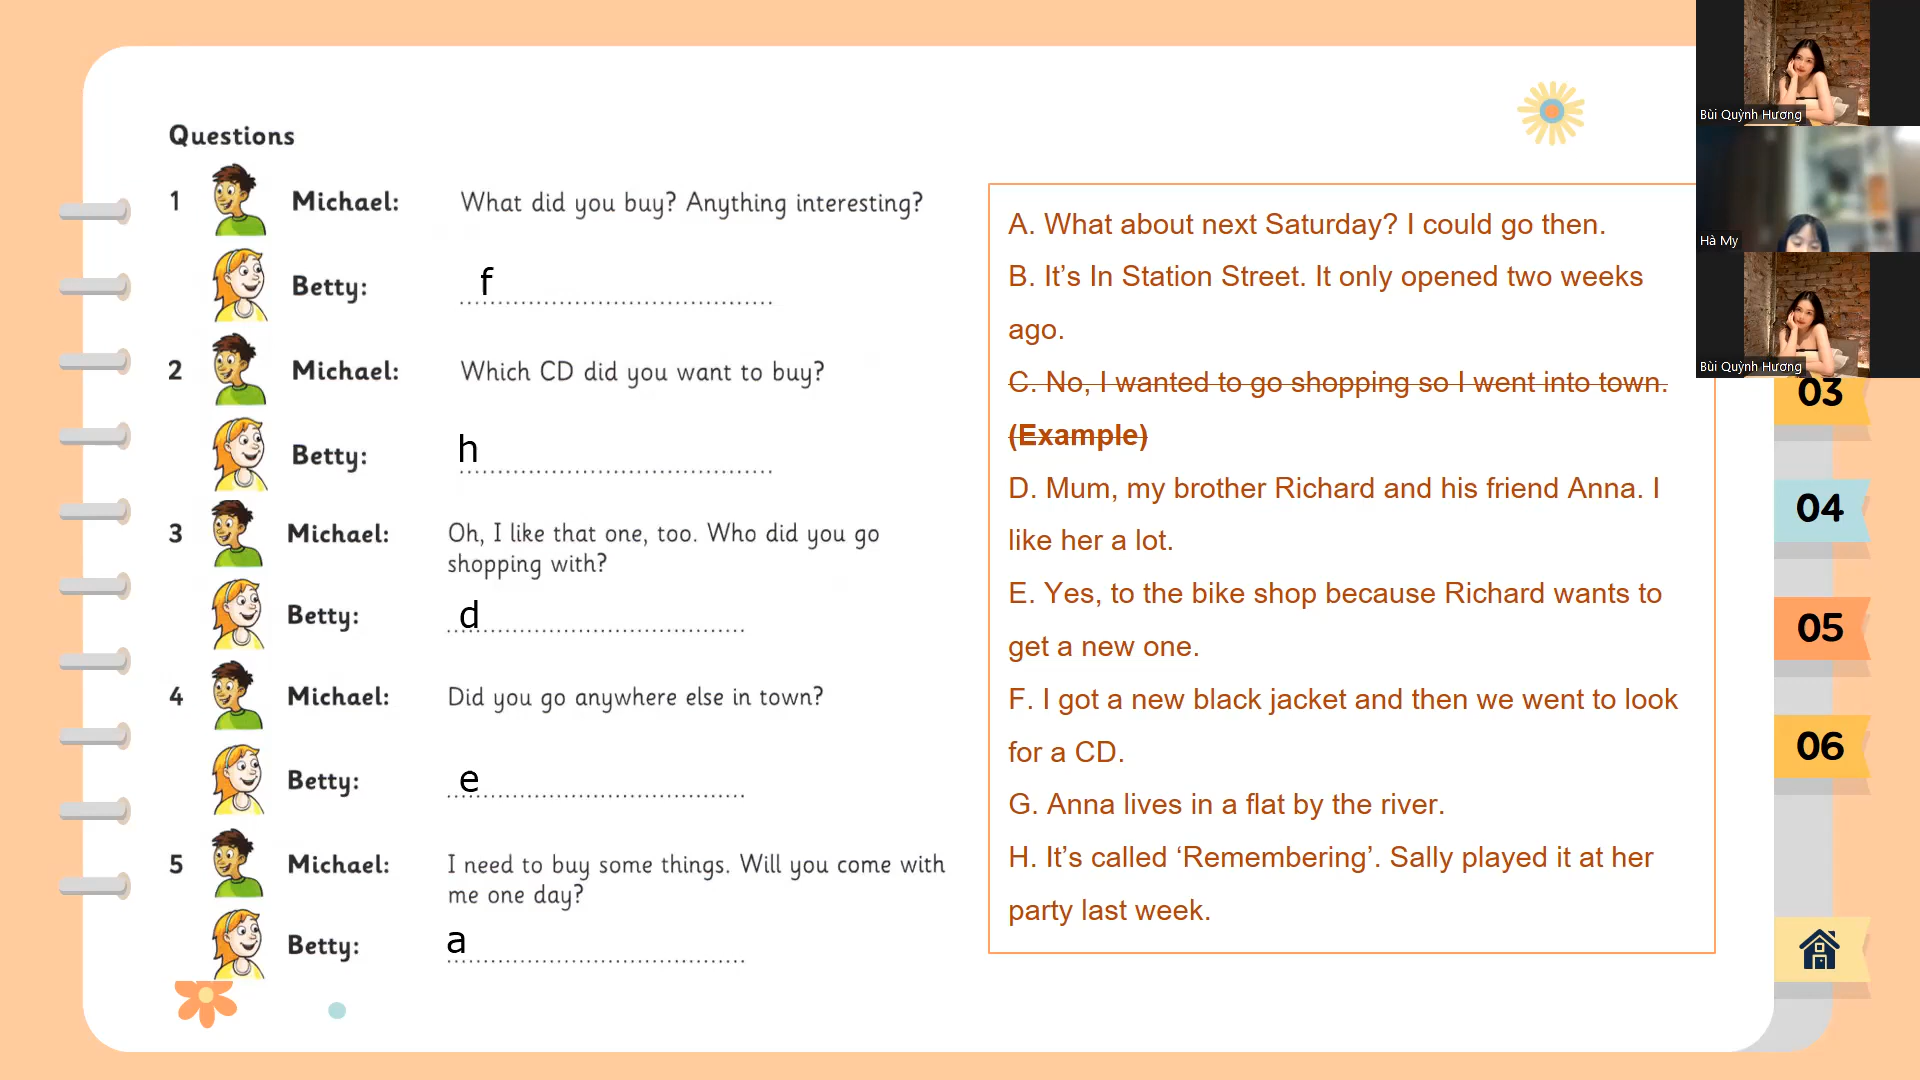 Questions
1 Michael: What did you buy? Anything interesting?
Betty: f
2 Michael: Which CD did you want to buy?
Betty: h
3 Michael: Oh, I like that one, too. Who did you go
shopping with?
Betty: d
4 Michael: Did you go anywhere else in town?
Betty: e
5 Michael: I need to buy some things. Will you come with
me one day?
Betty: a
A. What about next Saturday? I could go then.
B. It’s In Station Street. It only opened two weeks
ago.
C. No, I wanted to go shopping so I went into town.
(Example)
D. Mum, my brother Richard and his friend Anna. I
like her a lot.
E. Yes, to the bike shop because Richard wants to
get a new one.
F. I got a new black jacket and then we went to look
for a CD.
G. Anna lives in a flat by the river.
H. It’s called ‘Remembering’. Sally played it at her
party last week.
Bùi Quỳnh Hương
Hà My
Bùi Quỳnh Hương
03
04
05
06